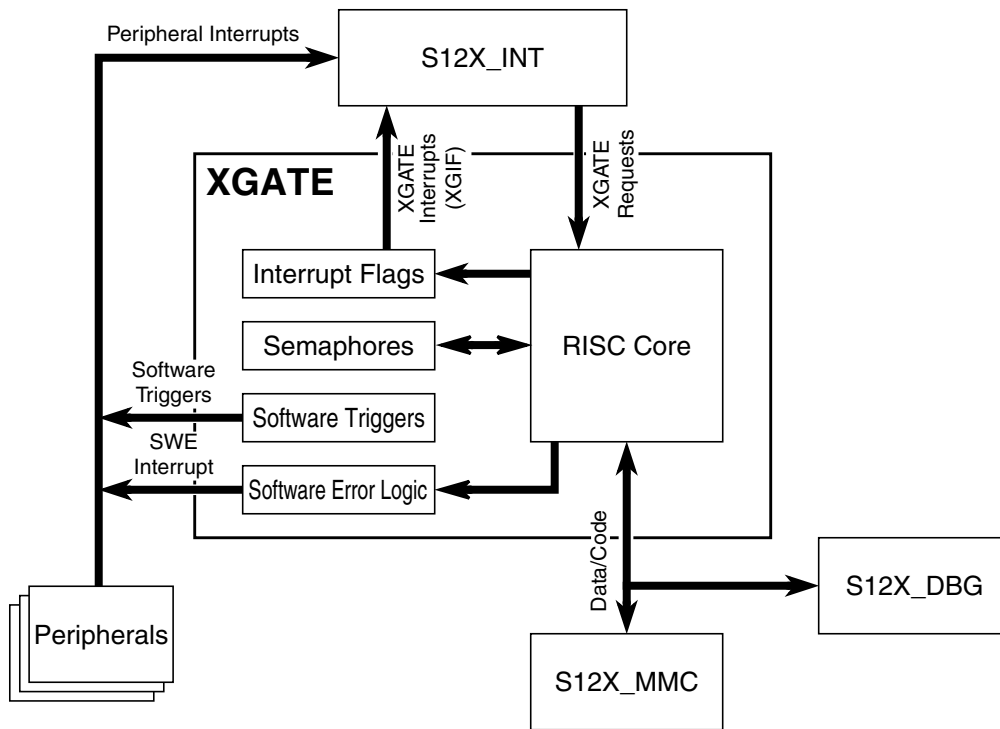 Peripheral Interrupts
S12X_INT
XGATE
XGATE
Interrupts
(XGIF)
XGATE
Requests
Interrupt Flags
Semaphores
RISC Core
Software
Triggers
Software Triggers
SWE
Interrupt
Software Error Logic
Data/Code
S12X_DBG
Peripherals
S12X_MMC